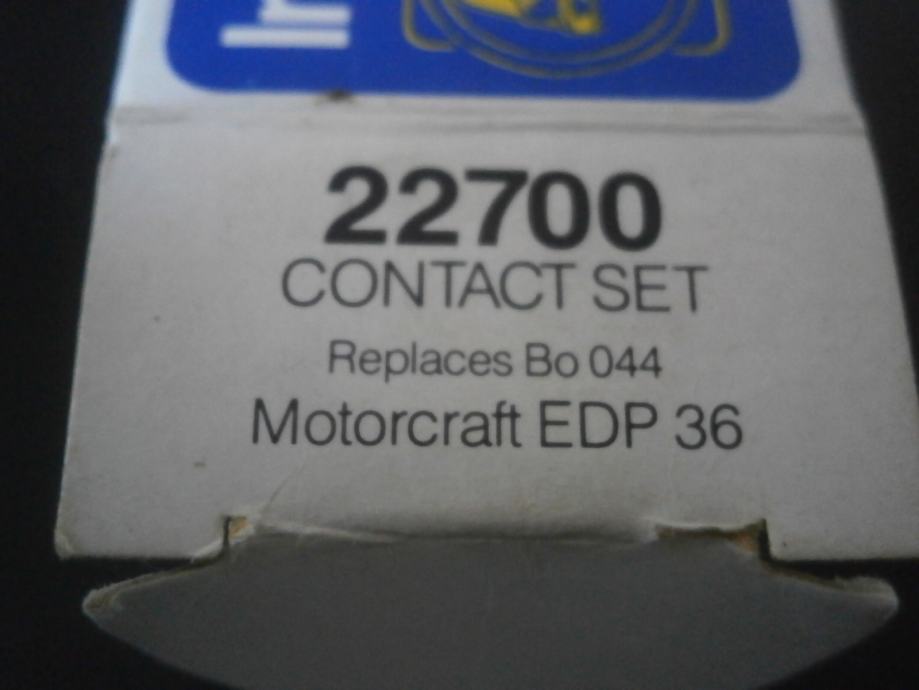 22700
CONTACT SET
Replaces Bo 044
Motorcraft EDP 36